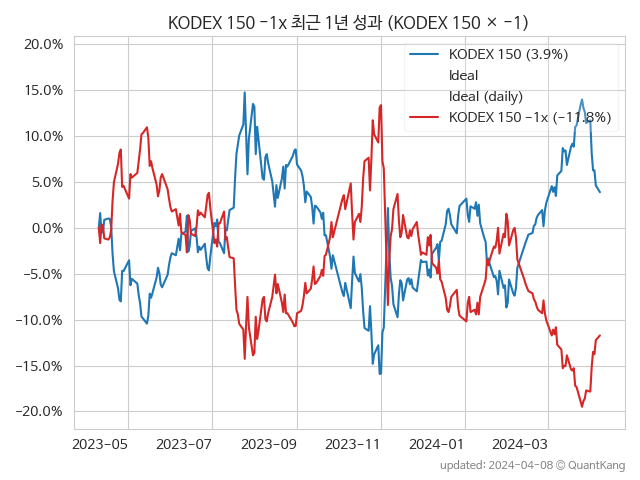 KODEX 150 -1x 최근 1년 성과 (KODEX 150 × -1)
20.0%
15.0%
10.0%
5.0%
0.0%
-5.0%
-10.0%
-15.0%
-20.0%
KODEX 150 (3.9%)
Ideal
Ideal (daily)
KODEX 150 -1x (-11.8%)
2023-05 2023-07 2023-09 2023-11 2024-01 2024-03
updated: 2024-04-08 © QuantKang